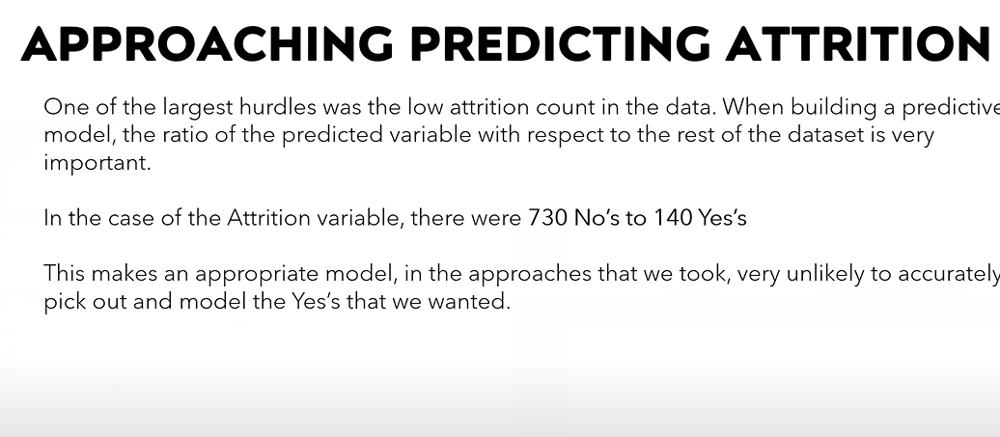 APPROACHING PREDICTING ATTRITION
One of the largest hurdles was the low attrition count in the data. When building a predictive
model, the ratio of the predicted variable with respect to the rest of the dataset is very
important.
In the case of the Attrition variable, there were 730 No’s to 140 Yes’s
This makes an appropriate model, in the approaches that we took, very unlikely to accurately
pick out and model the Yes’s that we wanted.